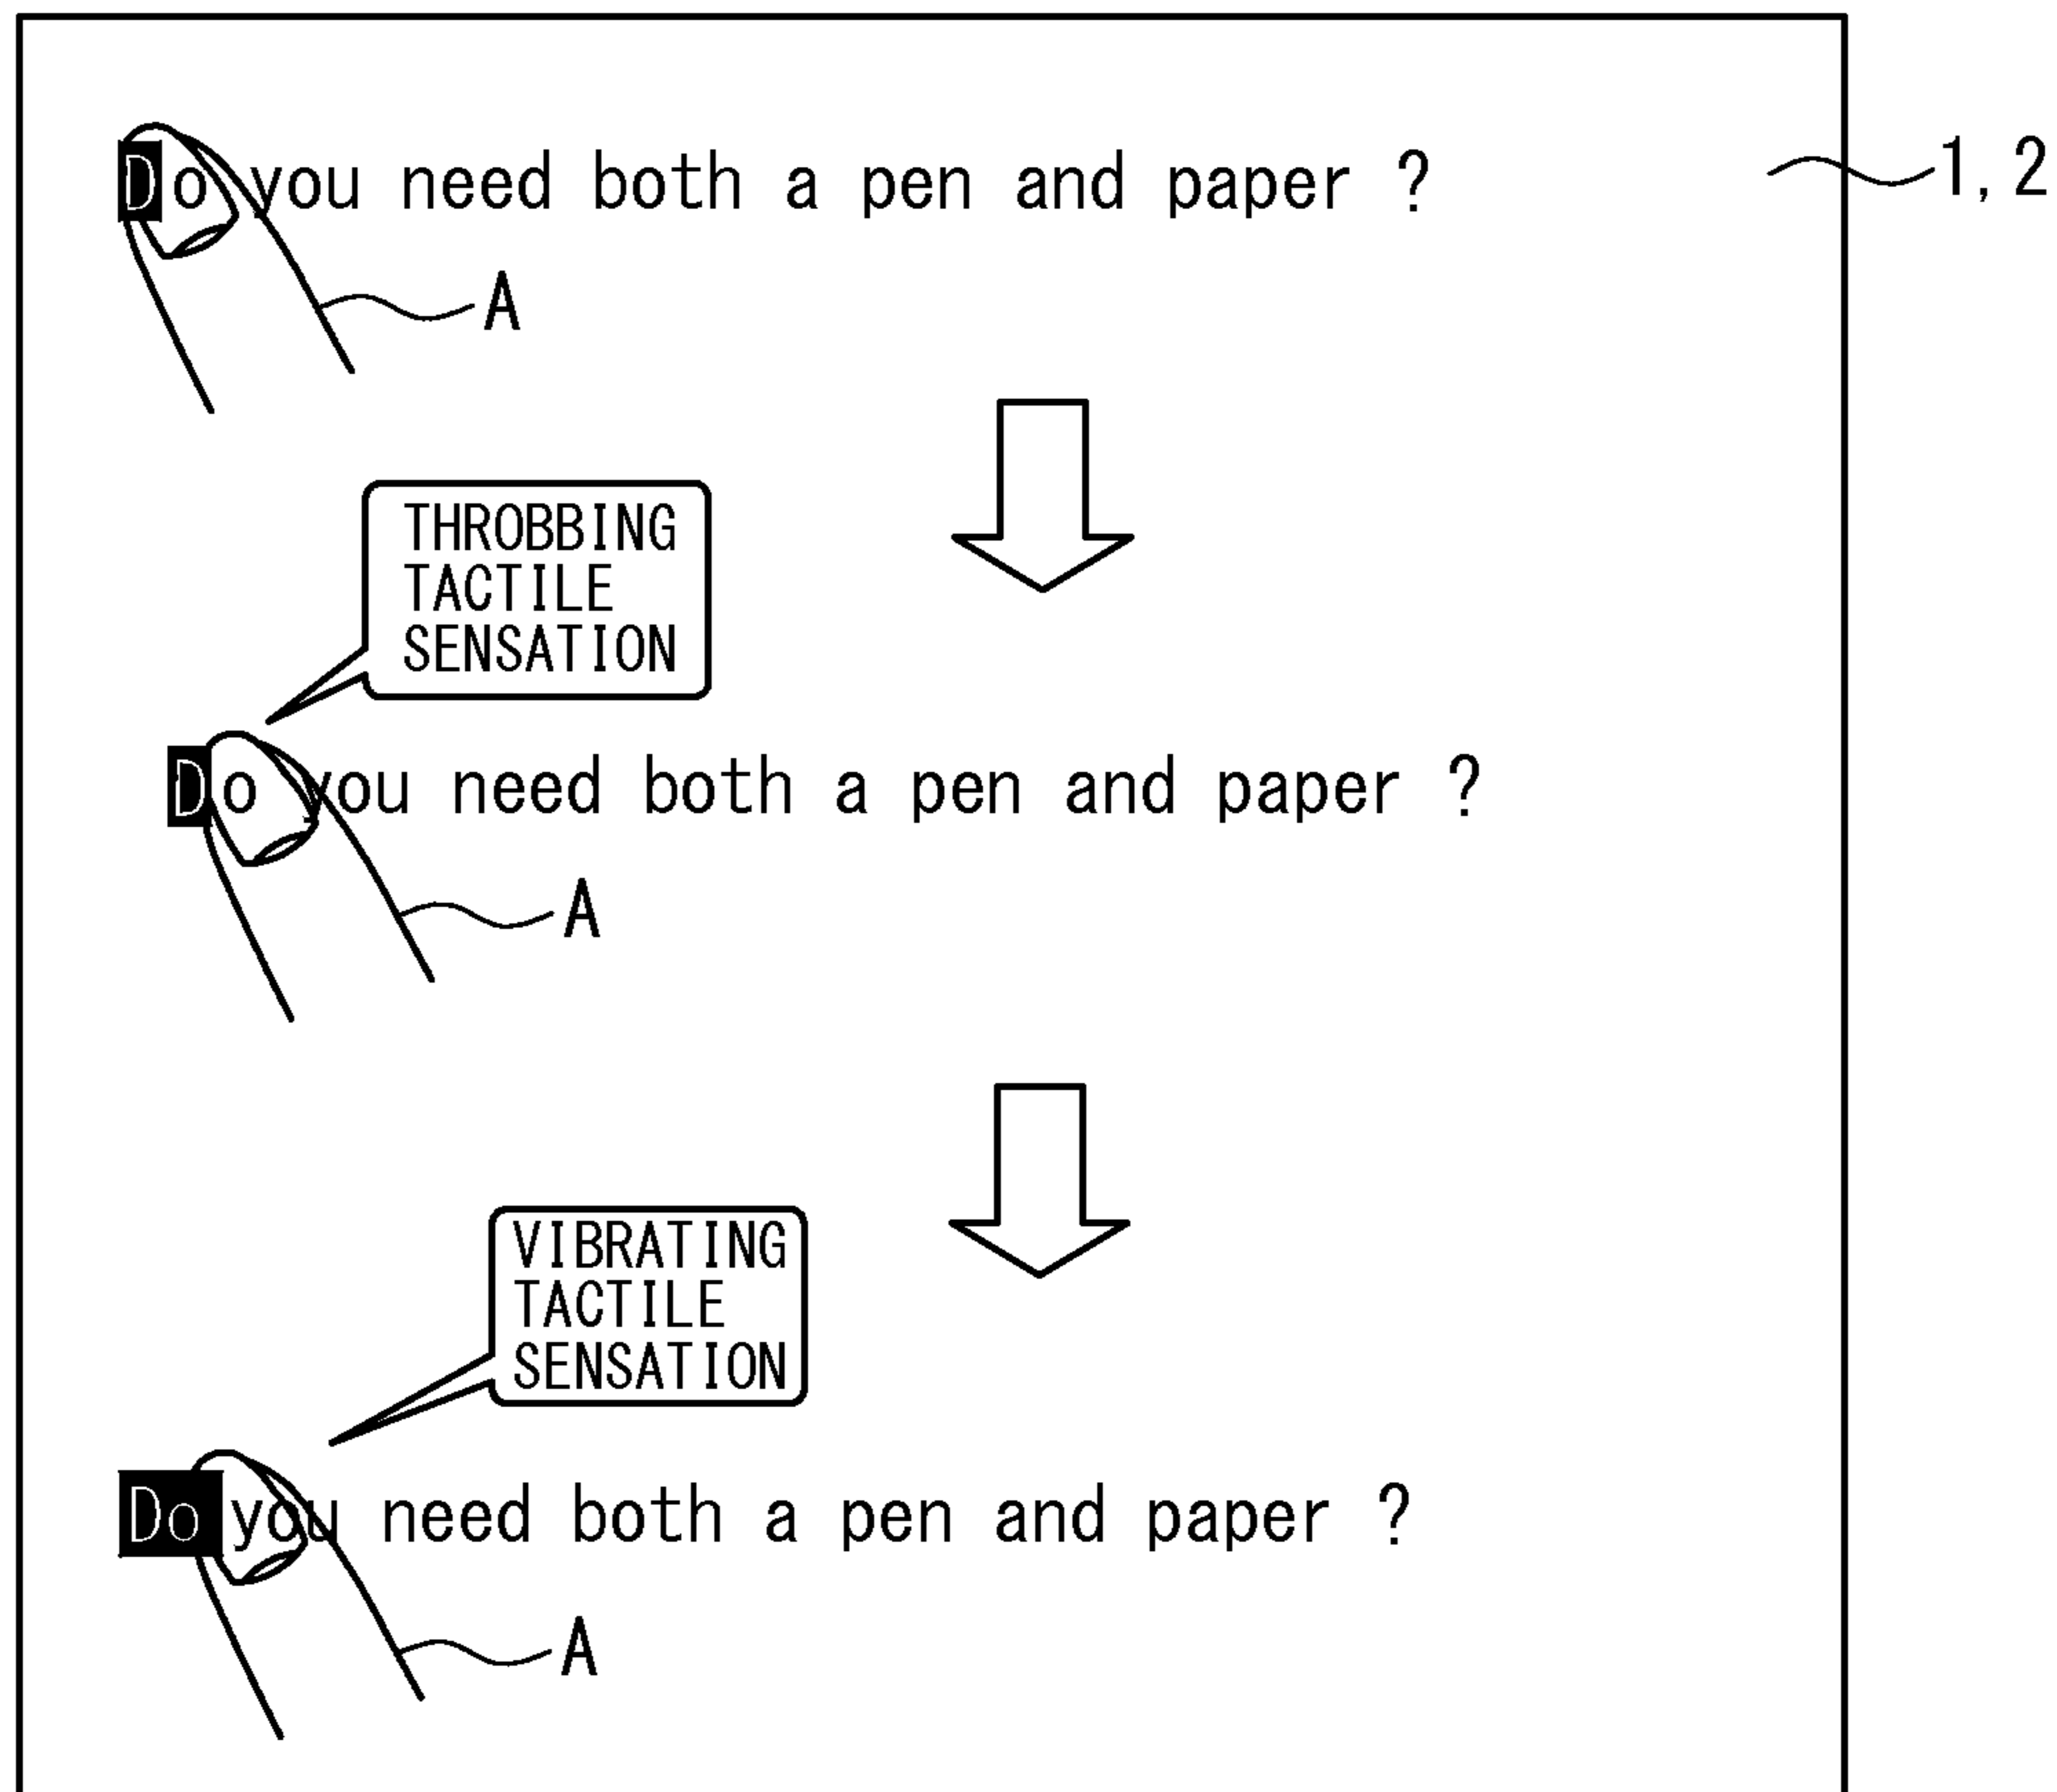 Do you need both a pen and paper ?
1, 2
A
THROBBING
TACTILE
SENSATION
Do you need both a pen and paper ?
A
VIBRATING
TACTILE
SENSATION
Do you need both a pen and paper ?
A